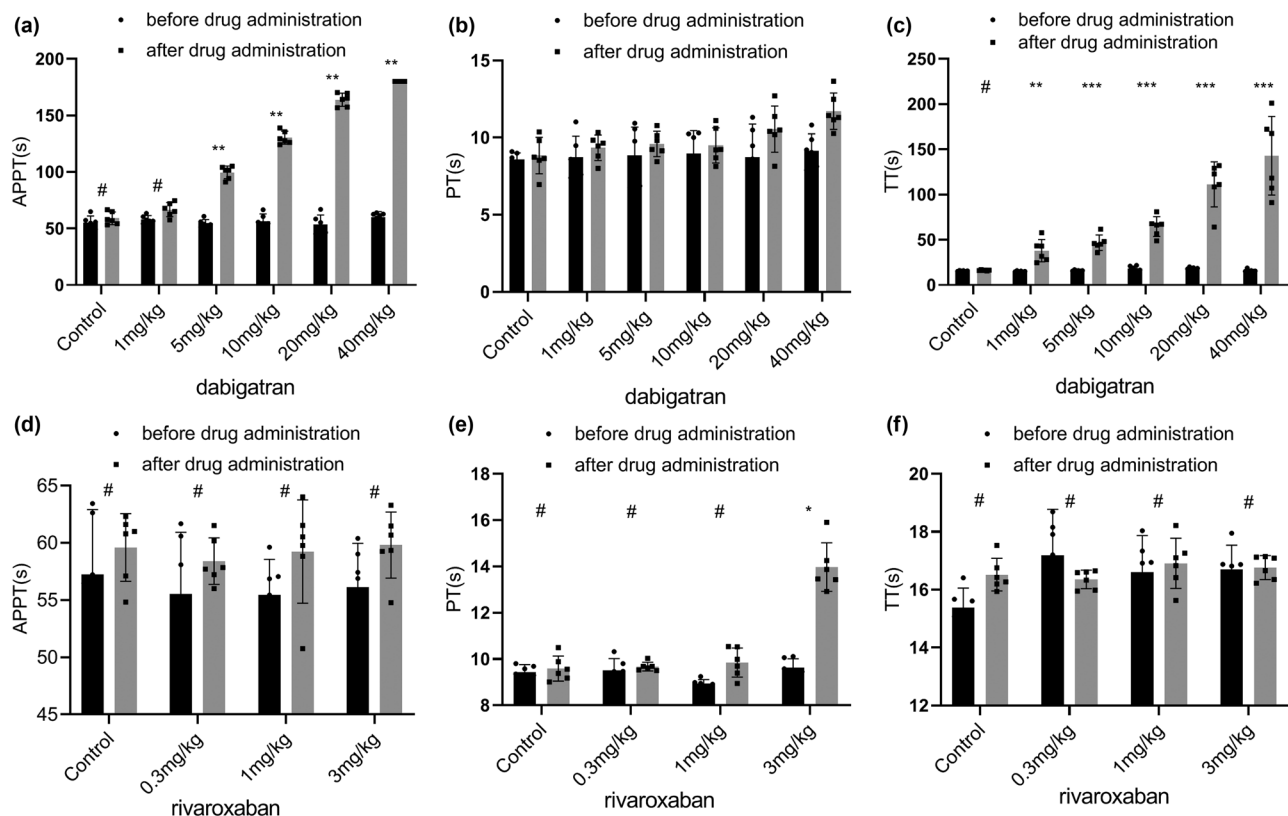 (a)
before drug administration
after drug administration
APPT(s)
200
150
100
50
0
#
#
**
**
**
**
Control
1mg/kg
5mg/kg
10mg/kg
20mg/kg
40mg/kg
dabigatran
(b)
before drug administration
after drug administration
PT(s)
15
10
5
0
Control
1mg/kg
5mg/kg
10mg/kg
20mg/kg
40mg/kg
dabigatran
(c)
before drug administration
after drug administration
TT(s)
250
200
150
100
50
0
#
**
***
***
***
***
Control
1mg/kg
5mg/kg
10mg/kg
20mg/kg
40mg/kg
dabigatran
(d)
before drug administration
after drug administration
APPT(s)
65
60
55
50
45
#
#
#
#
Control
0.3mg/kg
1mg/kg
3mg/kg
rivaroxaban
(e)
before drug administration
after drug administration
PT(s)
18
16
14
12
10
8
#
#
#
*
Control
0.3mg/kg
1mg/kg
3mg/kg
rivaroxaban
(f)
before drug administration
after drug administration
TT(s)
20
18
16
14
12
#
#
#
#
Control
0.3mg/kg
1mg/kg
3mg/kg
rivaroxaban